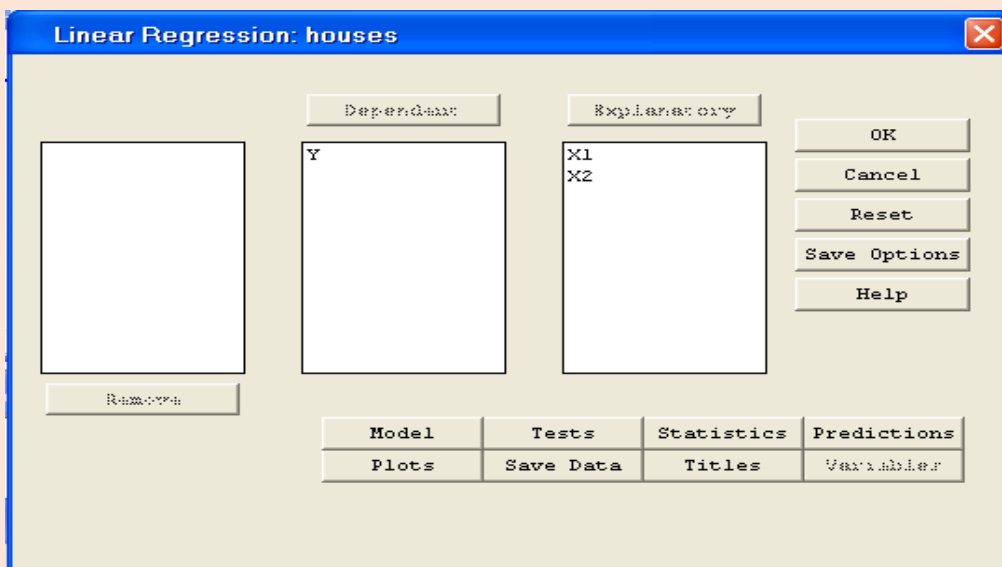 Linear Regression: houses
Dependent
Explanatory
Y
X1
X2
OK
Cancel
Reset
Save Options
Help
Remove
Model
Tests
Statistics
Predictions
Plots
Save Data
Titles
Variables